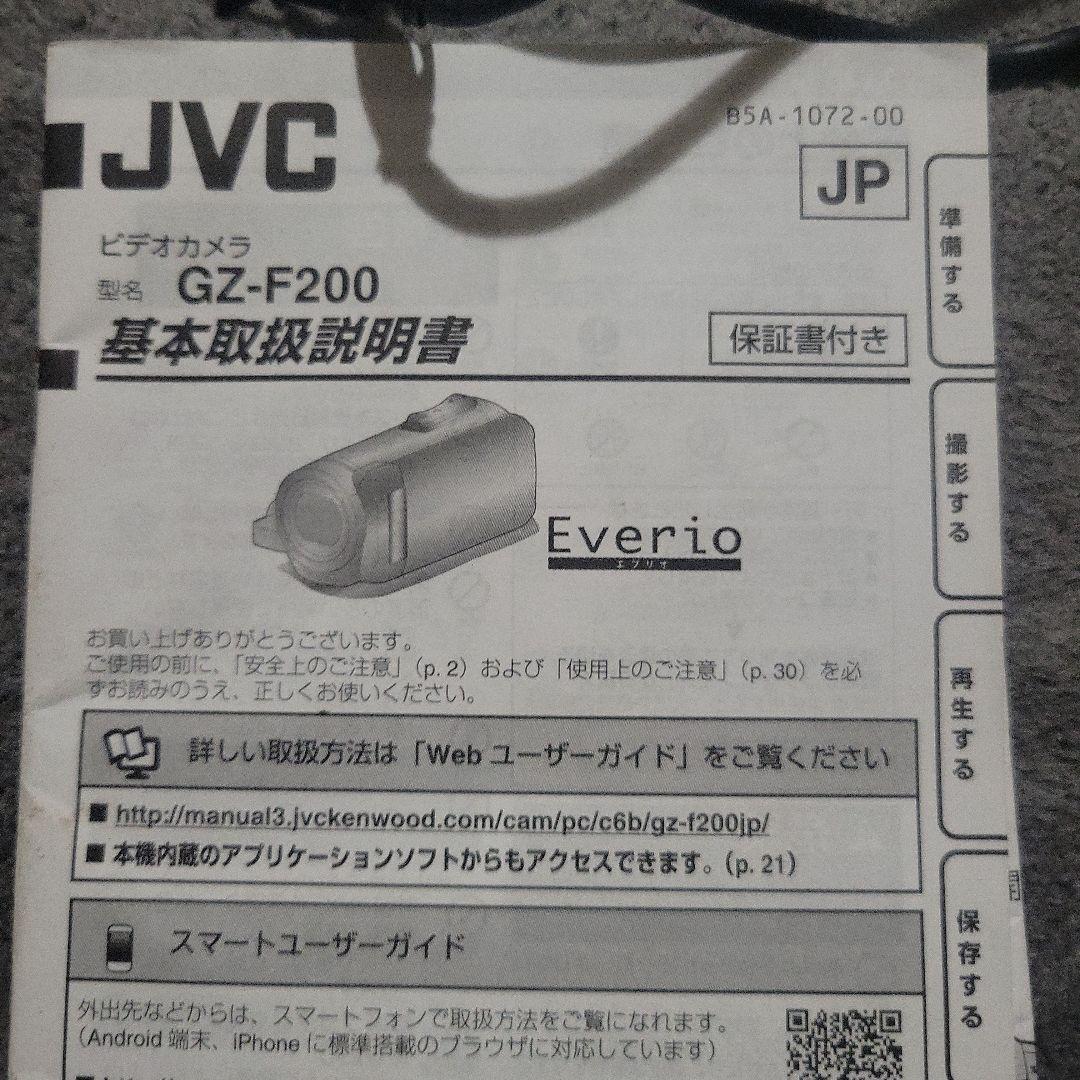 JVC
B5A-1072-00
JP
ビデオカメラ
型名 GZ-F200
基本取扱説明書
保証書付き
Everio
エブリオ
お買い上げありがとうございます。
ご使用の前に、「安全上のご注意」(p. 2) および「使用上のご注意」(p. 30) を必
ずお読みのうえ、正しくお使いください。
詳しい取扱方法は「Web ユーザーガイド」をご覧ください
■ http://manual3.jvckenwood.com/cam/pc/c6b/gz-f200jp/
■ 本機内蔵のアプリケーションソフトからもアクセスできます。(p. 21)
スマートユーザーガイド
外出先などからは、スマートフォンで取扱方法をご覧になれます。
(Android 端末、iPhone に標準搭載のブラウザに対応しています)
準備する
撮影する
再生する
保存する